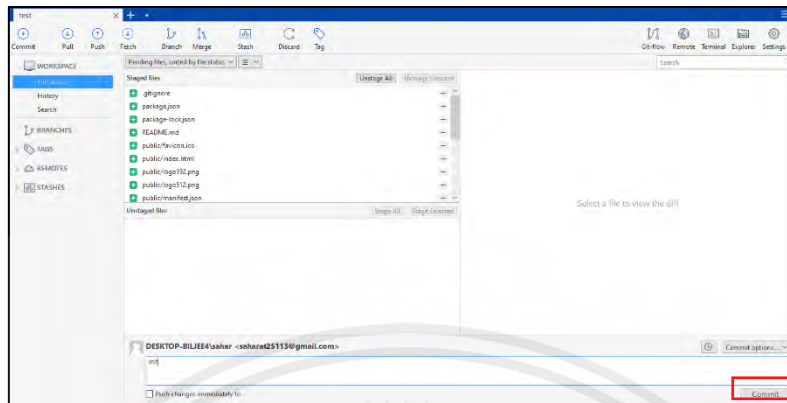 test
Commit Pull Push Fetch Branch Merge Stash Discard Tag Git-flow Remote Terminal Explorer Settings
WORKSPACE
Pending files, sorted by file status
Search
File Status
Staged files
Unstage All Unstage Selected
History
.gitignore
package.json
Search
package-lock.json
BRANCHES
README.md
TAGS
public/favicon.ico
public/index.html
REMOTES
public/logo192.png
STASHES
public/logo512.png
public/manifest.json
Select a file to view the diff
Unstaged files
Stage All Stage Selected
DESKTOP-BILJEE4\sahar <saharat25113@gmail.com>
Commit options...
init
Push changes immediately to -
Commit